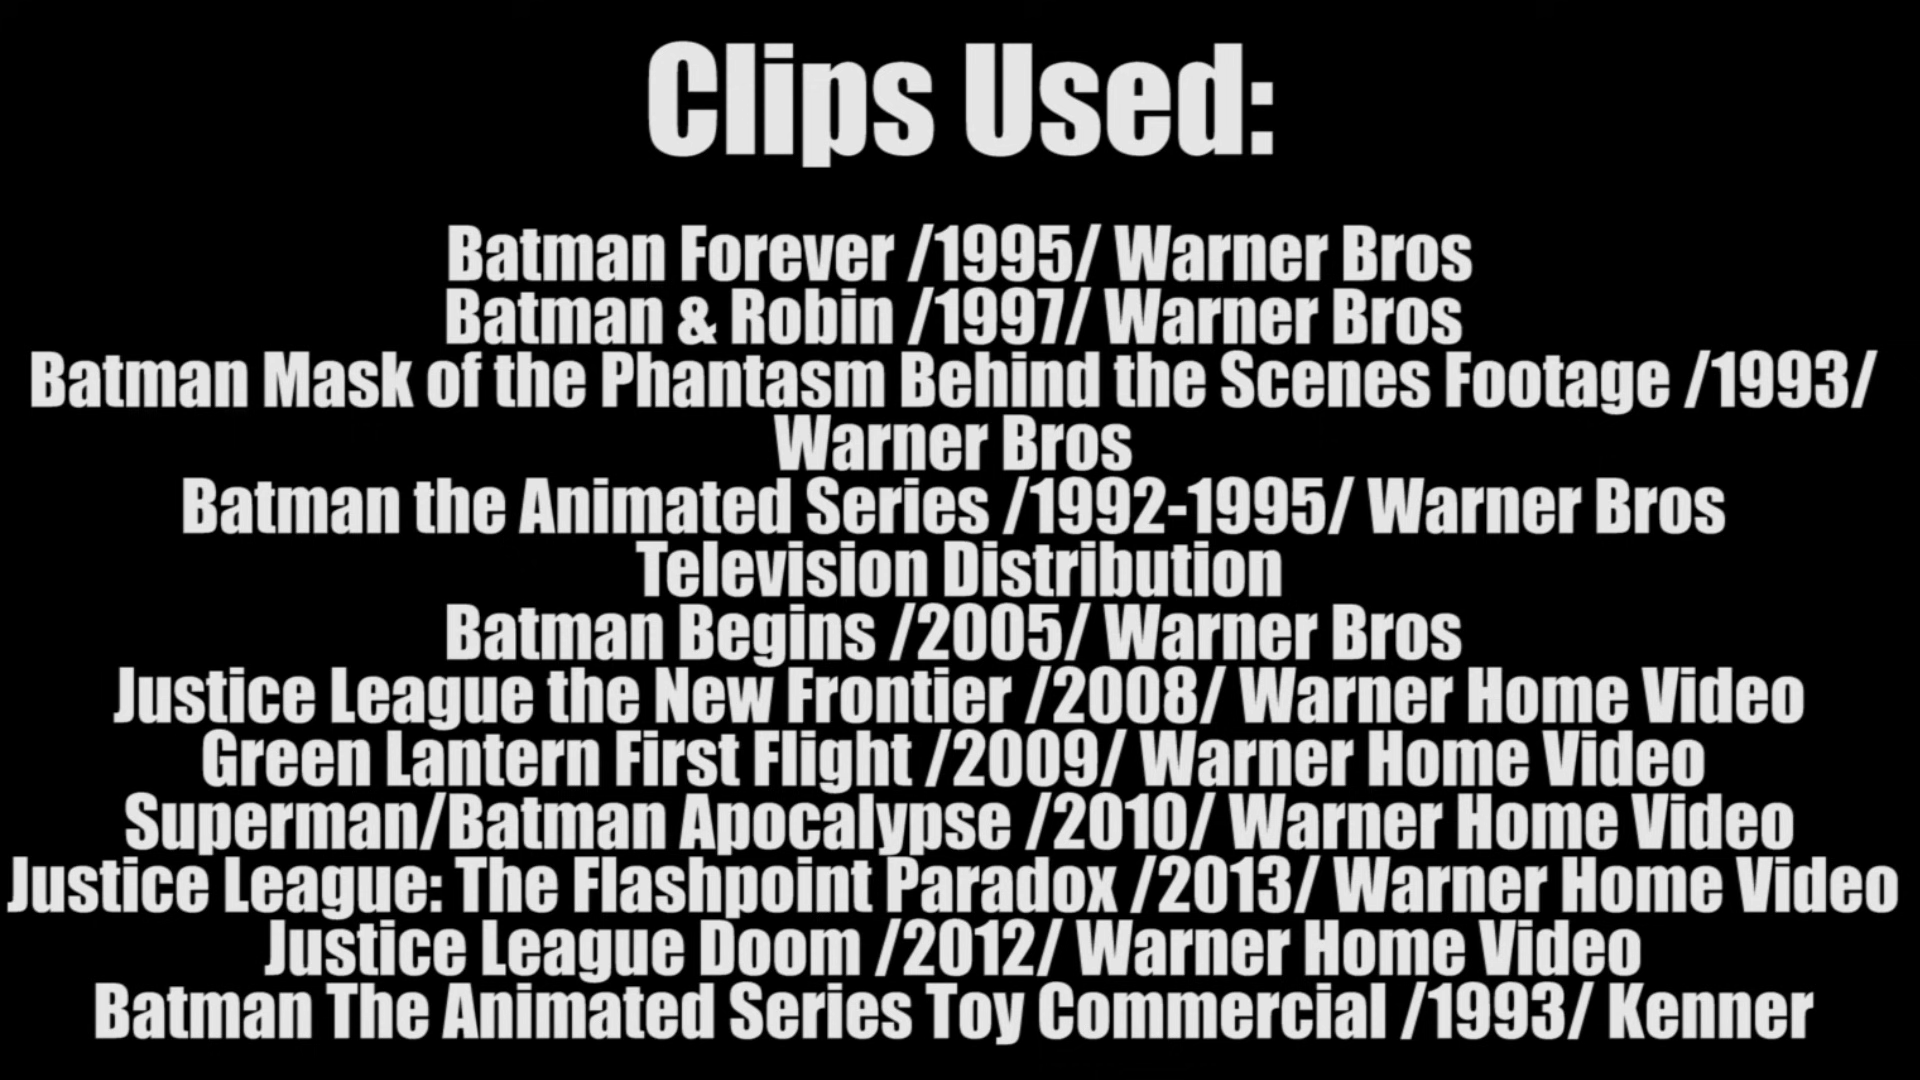 Clips Used:
Batman Forever /1995/ Warner Bros
Batman & Robin /1997/ Warner Bros
Batman Mask of the Phantasm Behind the Scenes Footage /1993/
Warner Bros
Batman the Animated Series /1992-1995/ Warner Bros
Television Distribution
Batman Begins /2005/ Warner Bros
Justice League the New Frontier /2008/ Warner Home Video
Green Lantern First Flight /2009/ Warner Home Video
Superman/Batman Apocalypse /2010/ Warner Home Video
Justice League: The Flashpoint Paradox /2013/ Warner Home Video
Justice League Doom /2012/ Warner Home Video
Batman The Animated Series Toy Commercial /1993/ Kenner